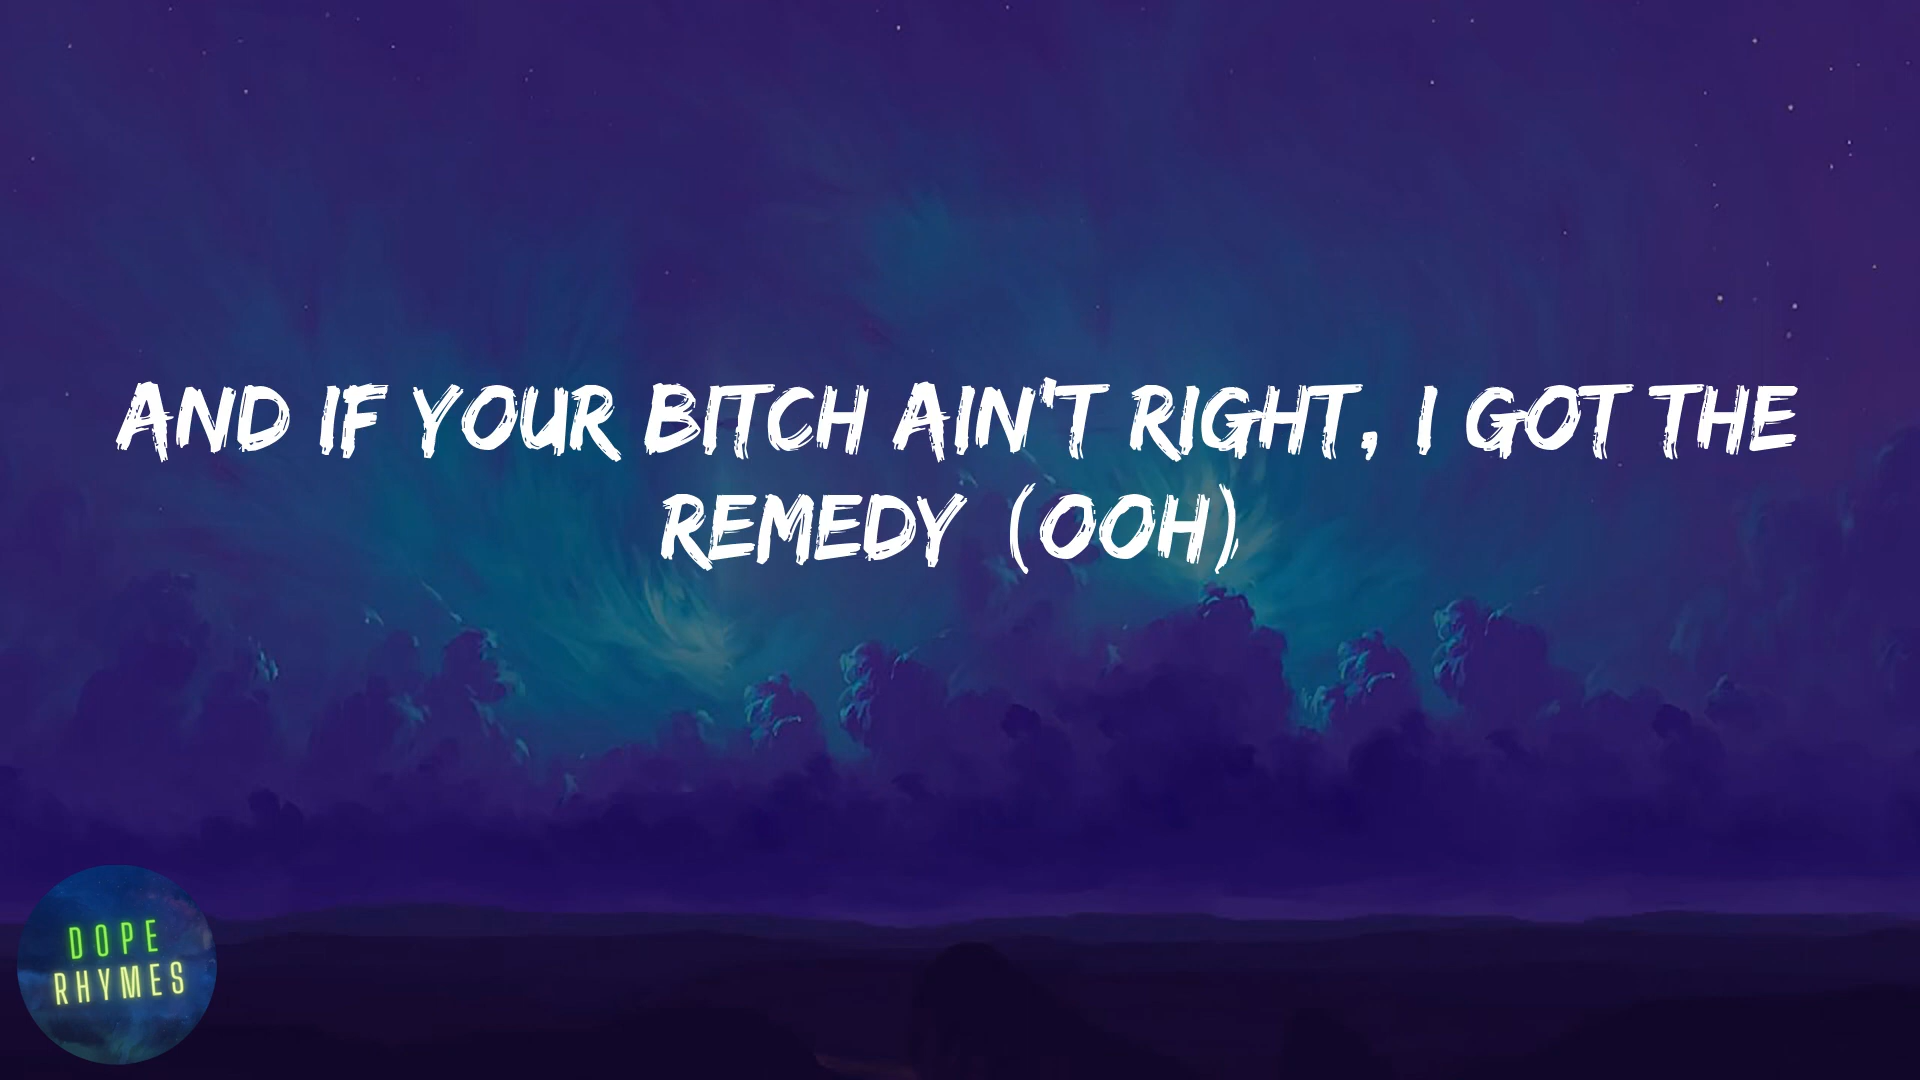 AND IF YOUR BITCH AIN'T RIGHT, I GOT THE
REMEDY (OOH)
DOPE
RHYMES